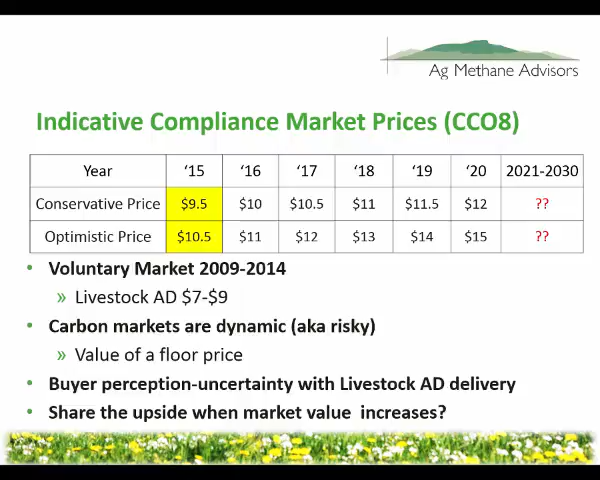 Ag Methane Advisors
Indicative Compliance Market Prices (CCO8)
Year ‘15 ‘16 ‘17 ‘18 ‘19 ‘20 2021-2030
Conservative Price $9.5 $10 $10.5 $11 $11.5 $12 ??
Optimistic Price $10.5 $11 $12 $13 $14 $15 ??
• Voluntary Market 2009-2014
» Livestock AD $7-$9
• Carbon markets are dynamic (aka risky)
» Value of a floor price
• Buyer perception-uncertainty with Livestock AD delivery
• Share the upside when market value increases?